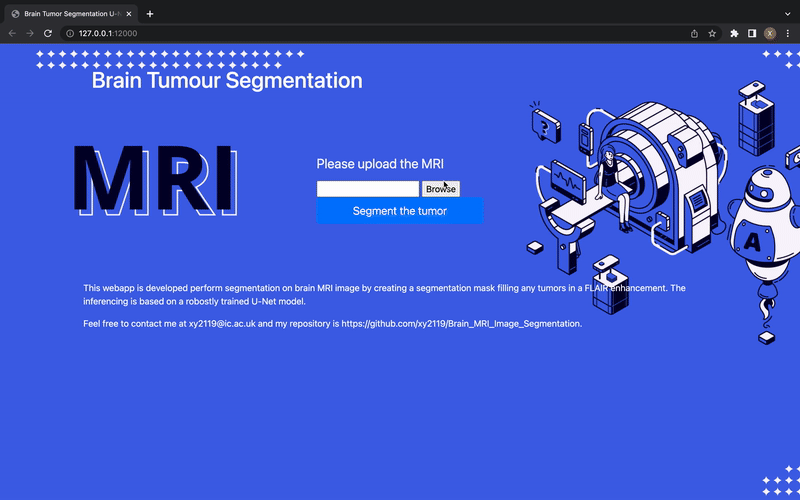 Brain Tumor Segmentation U-N
127.0.0.1:12000
X
Brain Tumour Segmentation
MRI
Please upload the MRI
Browse
Segment the tumor
?
A
This webapp is developed perform segmentation on brain MRI image by creating a segmentation mask filling any tumors in a FLAIR enhancement. The
inferencing is based on a robostly trained U-Net model.
Feel free to contact me at xy2119@ic.ac.uk and my repository is https://github.com/xy2119/Brain_MRI_Image_Segmentation.